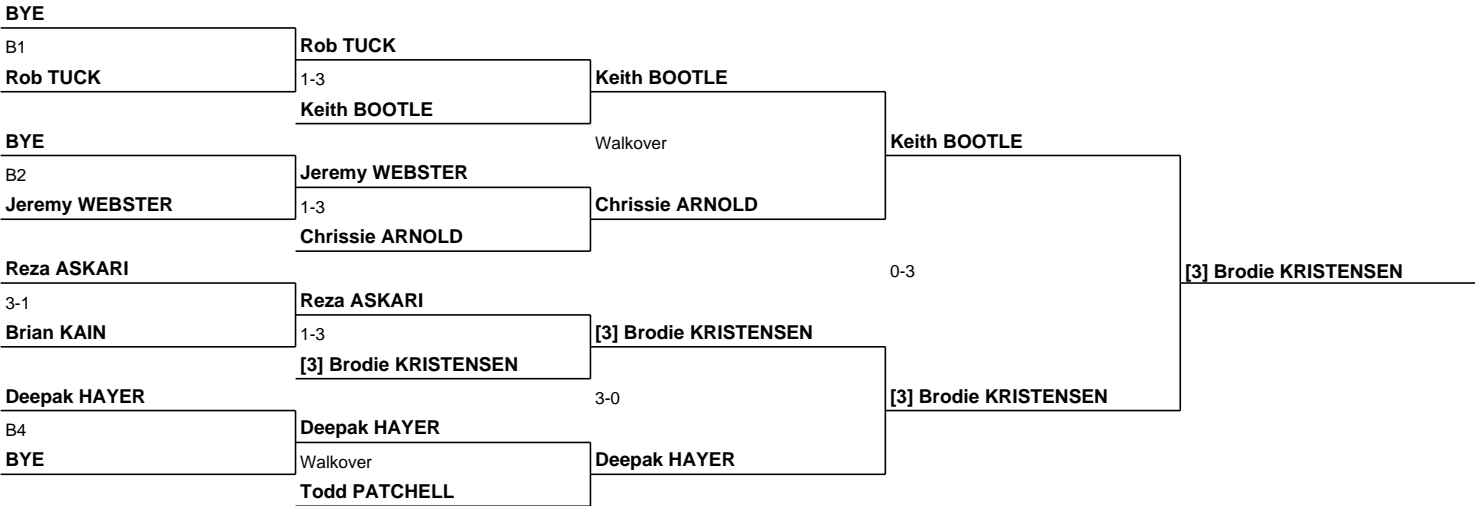 BYE
B1
Rob TUCK
Rob TUCK
1-3
Keith BOOTLE
Keith BOOTLE
BYE
Walkover
Keith BOOTLE
B2
Jeremy WEBSTER
Jeremy WEBSTER
1-3
Chrissie ARNOLD
Chrissie ARNOLD
Reza ASKARI
0-3
[3] Brodie KRISTENSEN
3-1
Reza ASKARI
Brian KAIN
1-3
[3] Brodie KRISTENSEN
[3] Brodie KRISTENSEN
Deepak HAYER
3-0
[3] Brodie KRISTENSEN
B4
Deepak HAYER
BYE
Walkover
Deepak HAYER
Todd PATCHELL